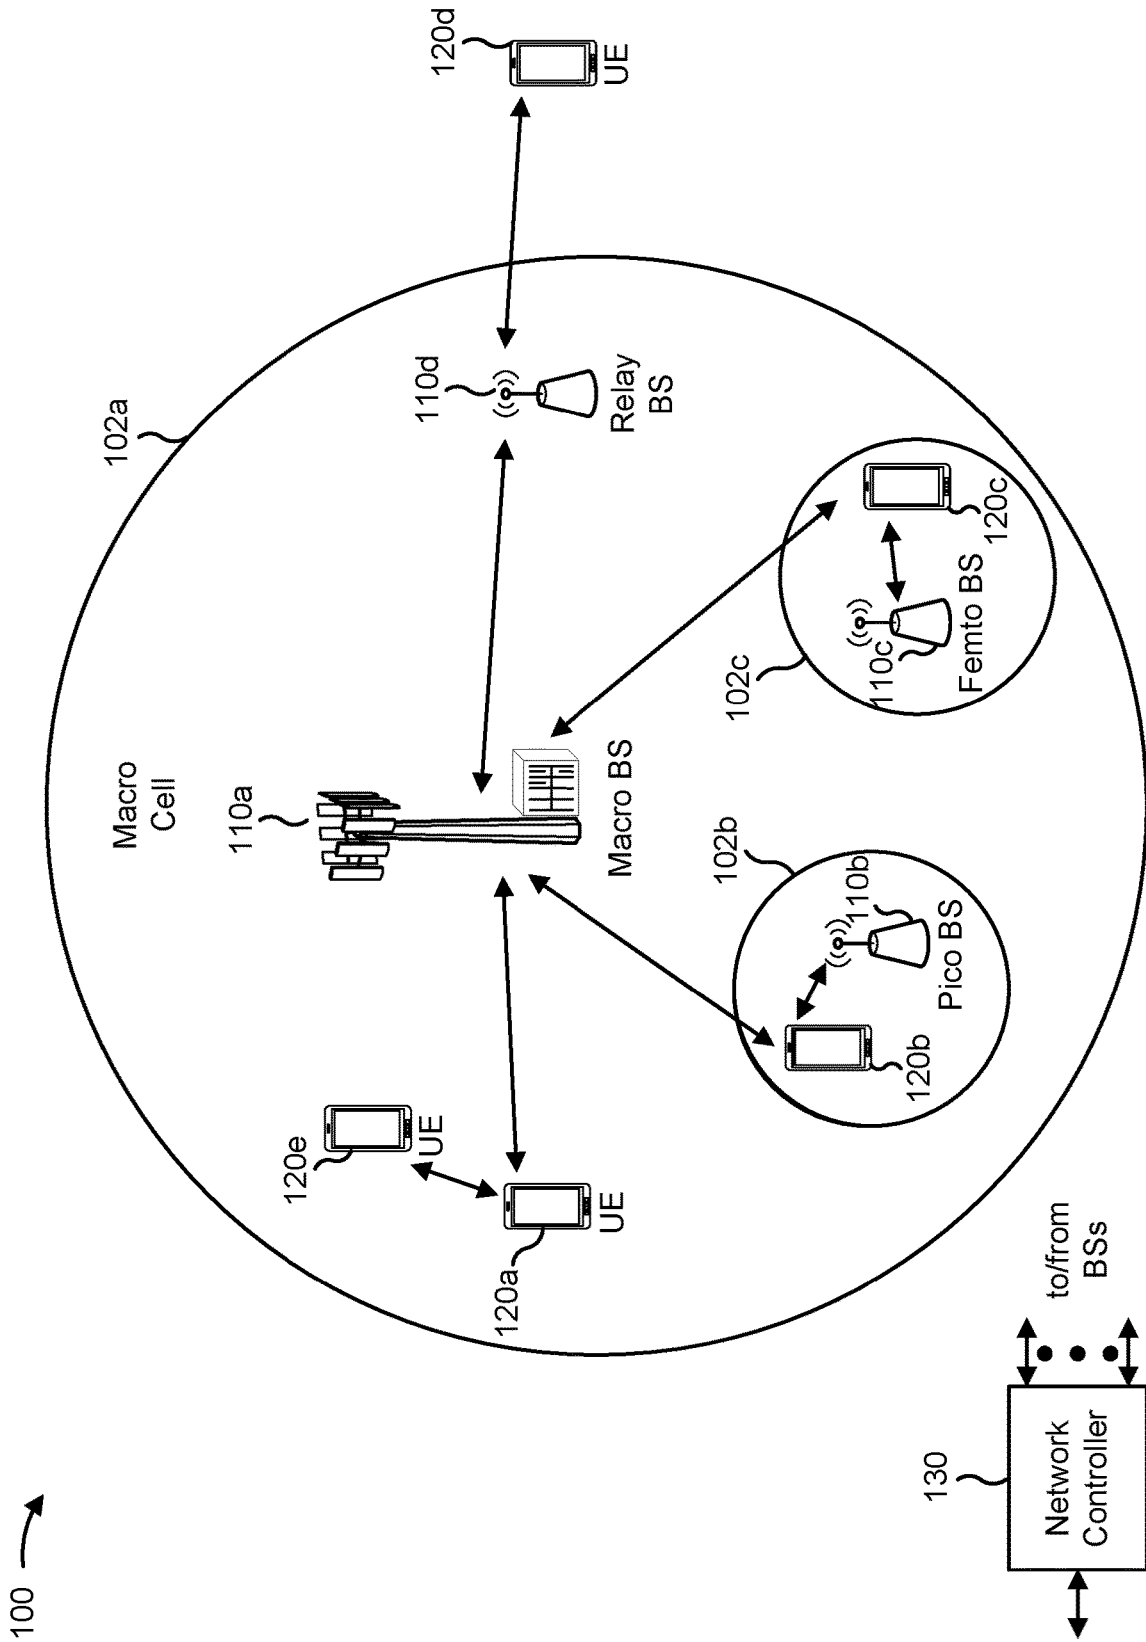 100
Macro
Cell
102a
110a
120e
UE
120a
UE
Macro BS
110d
Relay
BS
120d
UE
102b
110b
Pico BS
120b
102c
110c
Femto BS
120c
130
Network
Controller
to/from
BSs